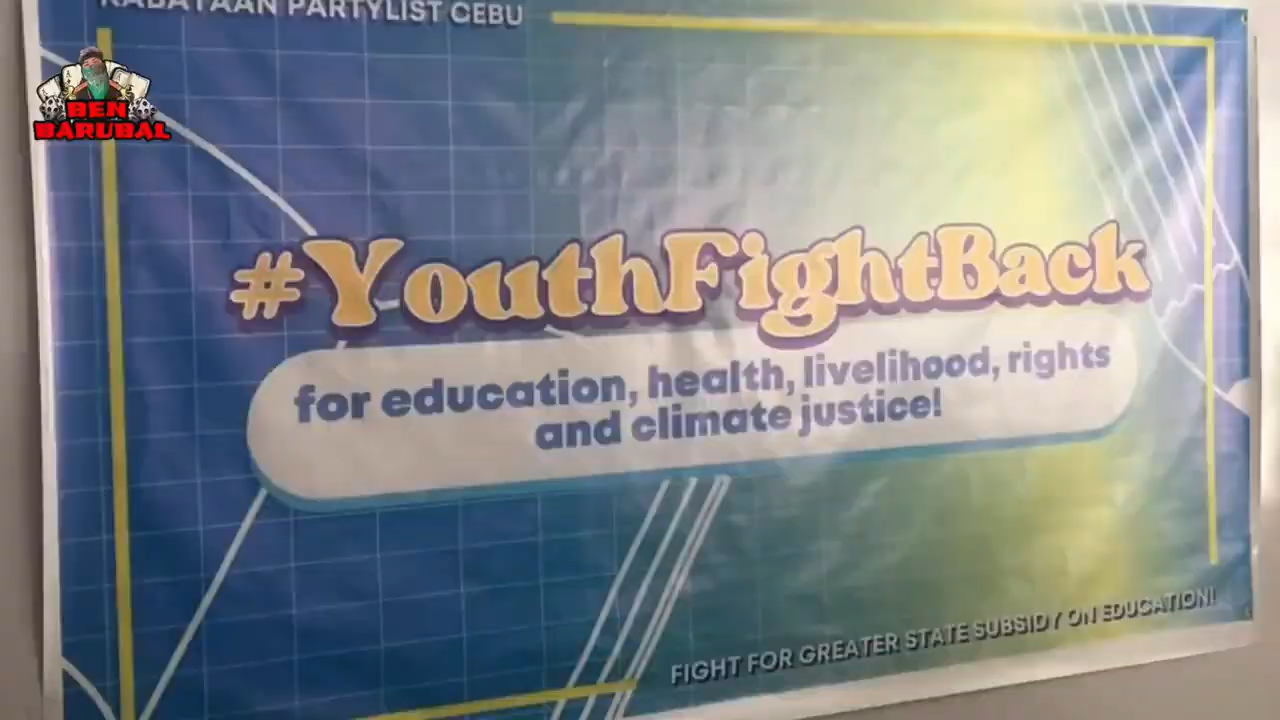 KABATAAN PARTYLIST CEBU
BEN
BARUBAL
#YouthFightBack
for education, health, livelihood, rights
and climate justice!
FIGHT FOR GREATER STATE SUBSIDY ON EDUCATION!